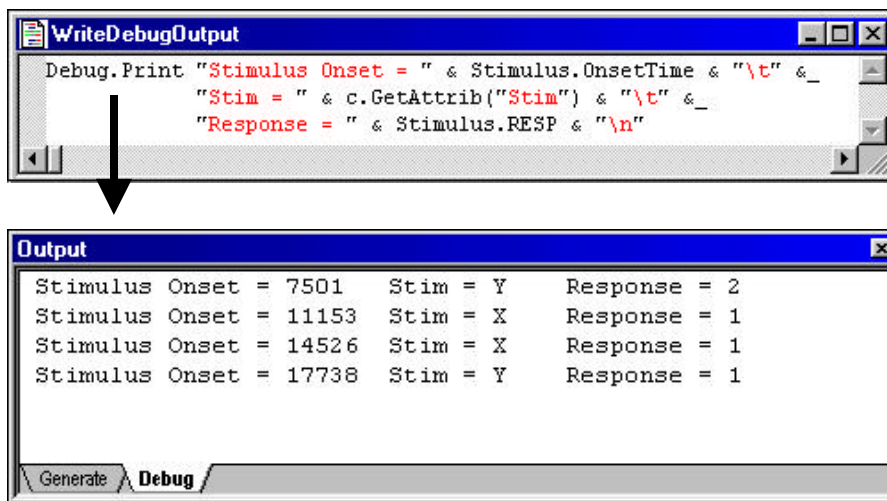 WriteDebugOutput
Debug.Print "Stimulus Onset = " & Stimulus.OnsetTime & "\t" &_
"Stim = " & c.GetAttrib("Stim") & "\t" &_
"Response = " & Stimulus.RESP & "\n"
Output
Stimulus Onset = 7501 Stim = Y Response = 2
Stimulus Onset = 11153 Stim = X Response = 1
Stimulus Onset = 14526 Stim = X Response = 1
Stimulus Onset = 17738 Stim = Y Response = 1
Generate Debug